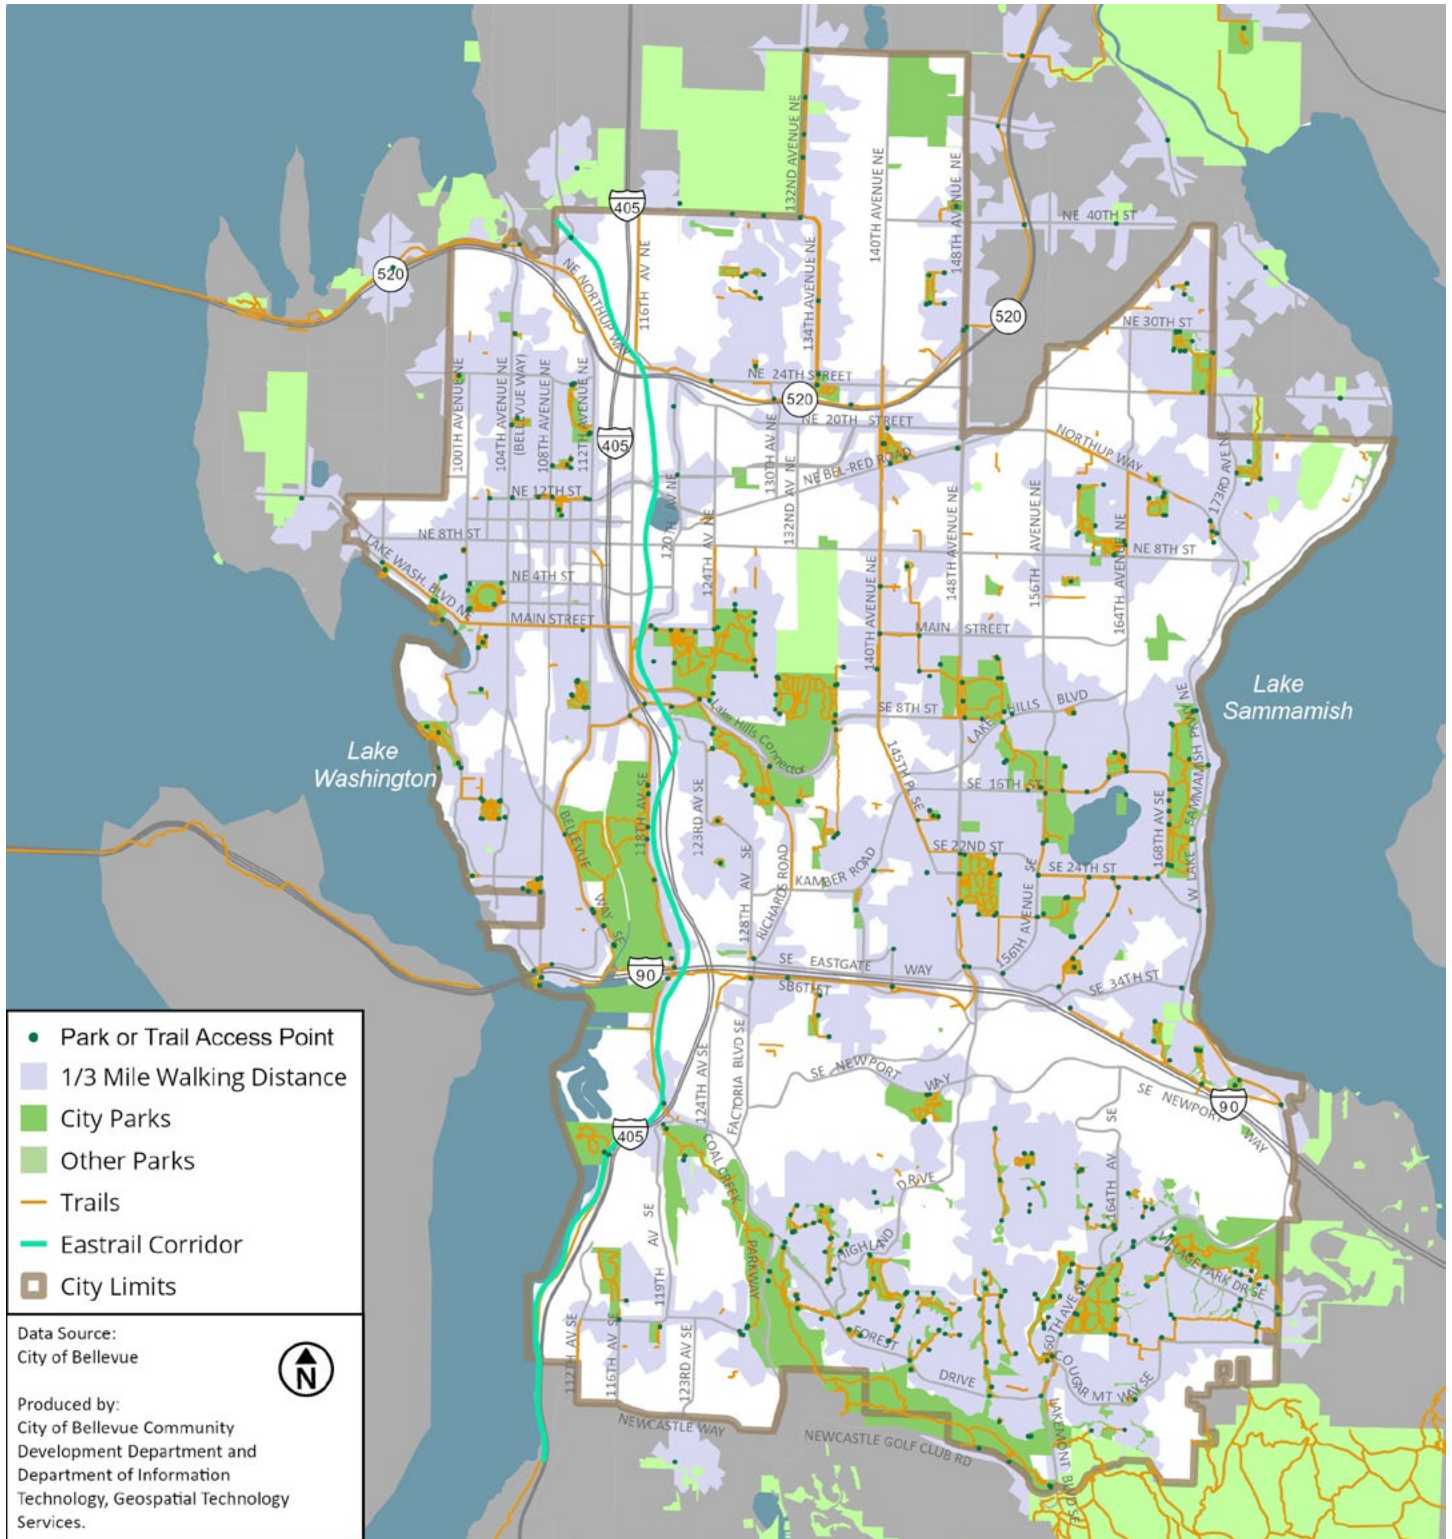 405
132ND AVENUE NE
140TH AVENUE NE
148TH AVENUE NE
NE 40TH ST
520
NE NORTHUP WAY
116TH AV NE
134TH AVENUE NE
520
NE 30TH ST
NE 24TH STREET
520
100TH AVENUE NE
104TH AVENUE NE
(BELLEVUE WAY)
108TH AVENUE NE
112TH AVENUE NE
405
NE 20TH STREET
NORTHUP WAY
130TH AV NE
132ND AV NE
NE BEL-RED ROAD
173RD AVE NE
NE 12TH ST
120TH AV NE
124TH AV NE
NE 8TH ST
NE 8TH ST
LAKE WASH. BLVD NE
NE 4TH ST
140TH AVENUE NE
148TH AVENUE NE
156TH AVENUE NE
164TH AVENUE NE
MAIN STREET
MAIN STREET
Lake
Sammamish
Lake Hills Connector
SE 8TH ST
LAKE HILLS BLVD
Lake
Washington
145TH PL SE
SE 16TH ST
168TH AV SE
W LAKE SAMMAMISH PKWY NE
BELLEVUE WAY SE
118TH AV SE
123RD AV SE
128TH AV SE
RICHARDS ROAD
KAMBER ROAD
SE 22ND ST
SE 24TH ST
156TH AVENUE SE
90
SE EASTGATE WAY
SE 34TH ST
124TH AV SE
FACTORIA BLVD SE
SE NEWPORT WAY
SE NEWPORT WAY
90
405
COAL CREEK PARKWAY
119TH AV SE
HIGHLAND DRIVE
164TH AV SE
VILLAGE PARK DR SE
160TH AVE SE
FOREST DRIVE
COUGAR MT WAY SE
112TH AV SE
116TH AV SE
123RD AV SE
NEWCASTLE WAY
NEWCASTLE GOLF CLUB RD
LAKEMONT BLVD SE
Park or Trail Access Point
1/3 Mile Walking Distance
City Parks
Other Parks
Trails
Eastrail Corridor
City Limits
Data Source:
City of Bellevue
N
Produced by:
City of Bellevue Community
Development Department and
Department of Information
Technology, Geospatial Technology
Services.